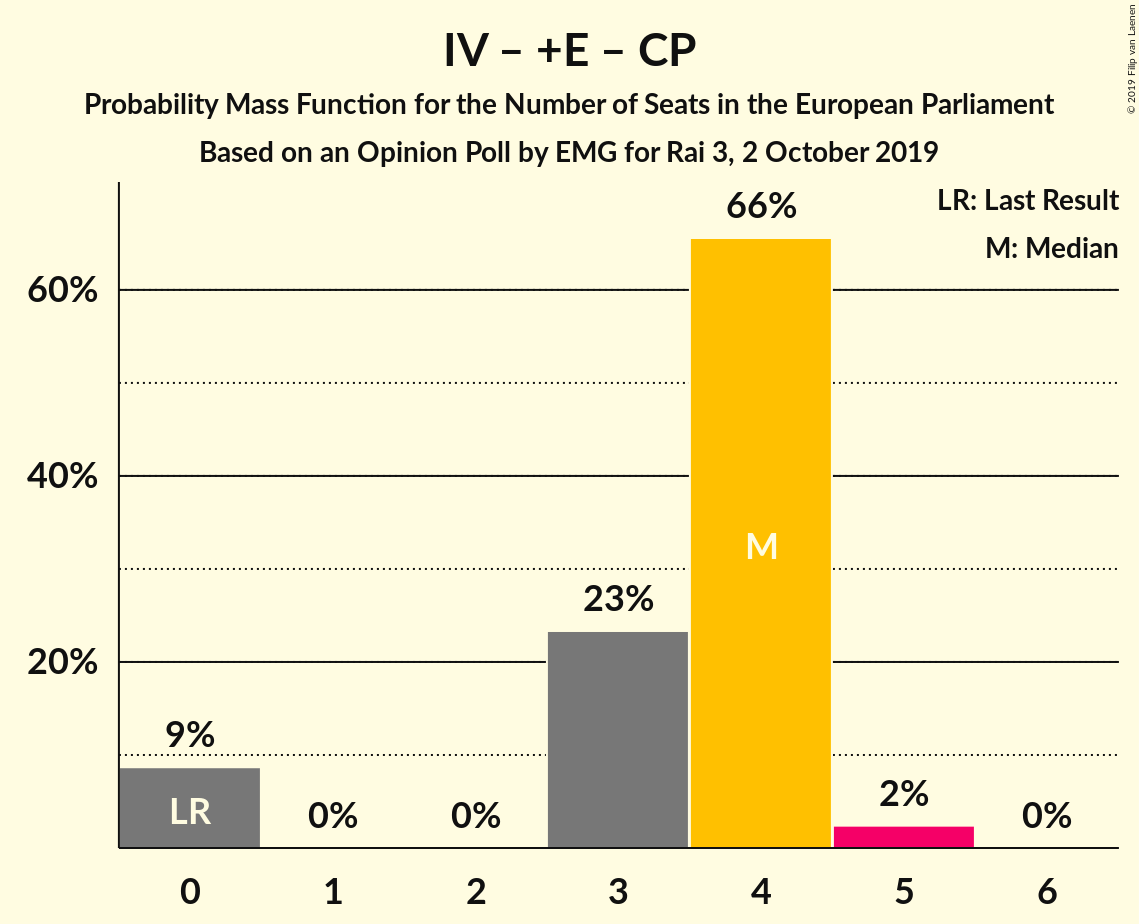 IV – +E – CP
Probability Mass Function for the Number of Seats in the European Parliament
Based on an Opinion Poll by EMG for Rai 3, 2 October 2019
© 2019 Filip van Laenen
LR: Last Result
M: Median
66%
60%
40%
M
23%
20%
9%
LR
0%
0%
2%
0%
0 1 2 3 4 5 6